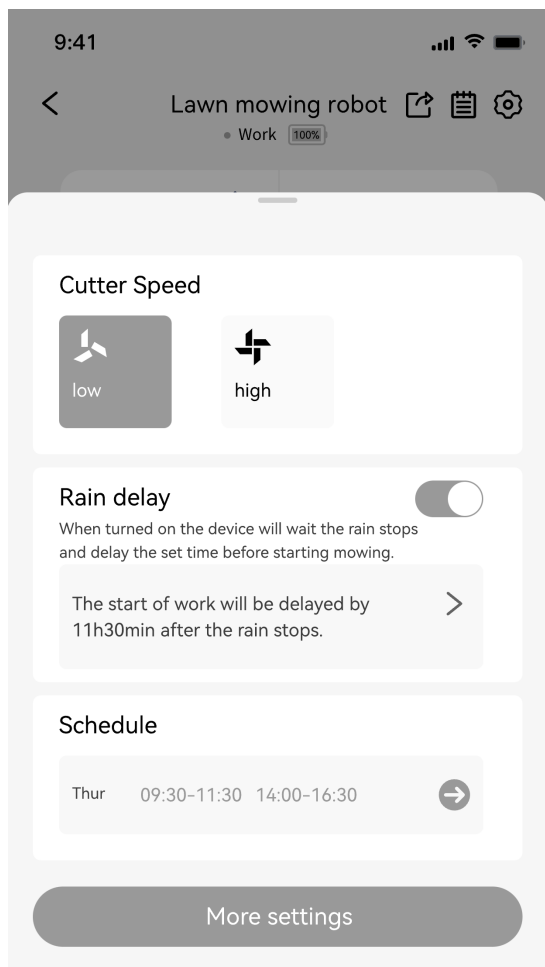 9:41
Lawn mowing robot
Work 100%
Cutter Speed
low
high
Rain delay
When turned on the device will wait the rain stops
and delay the set time before starting mowing.
The start of work will be delayed by
11h30min after the rain stops.
Schedule
Thur 09:30-11:30 14:00-16:30
More settings